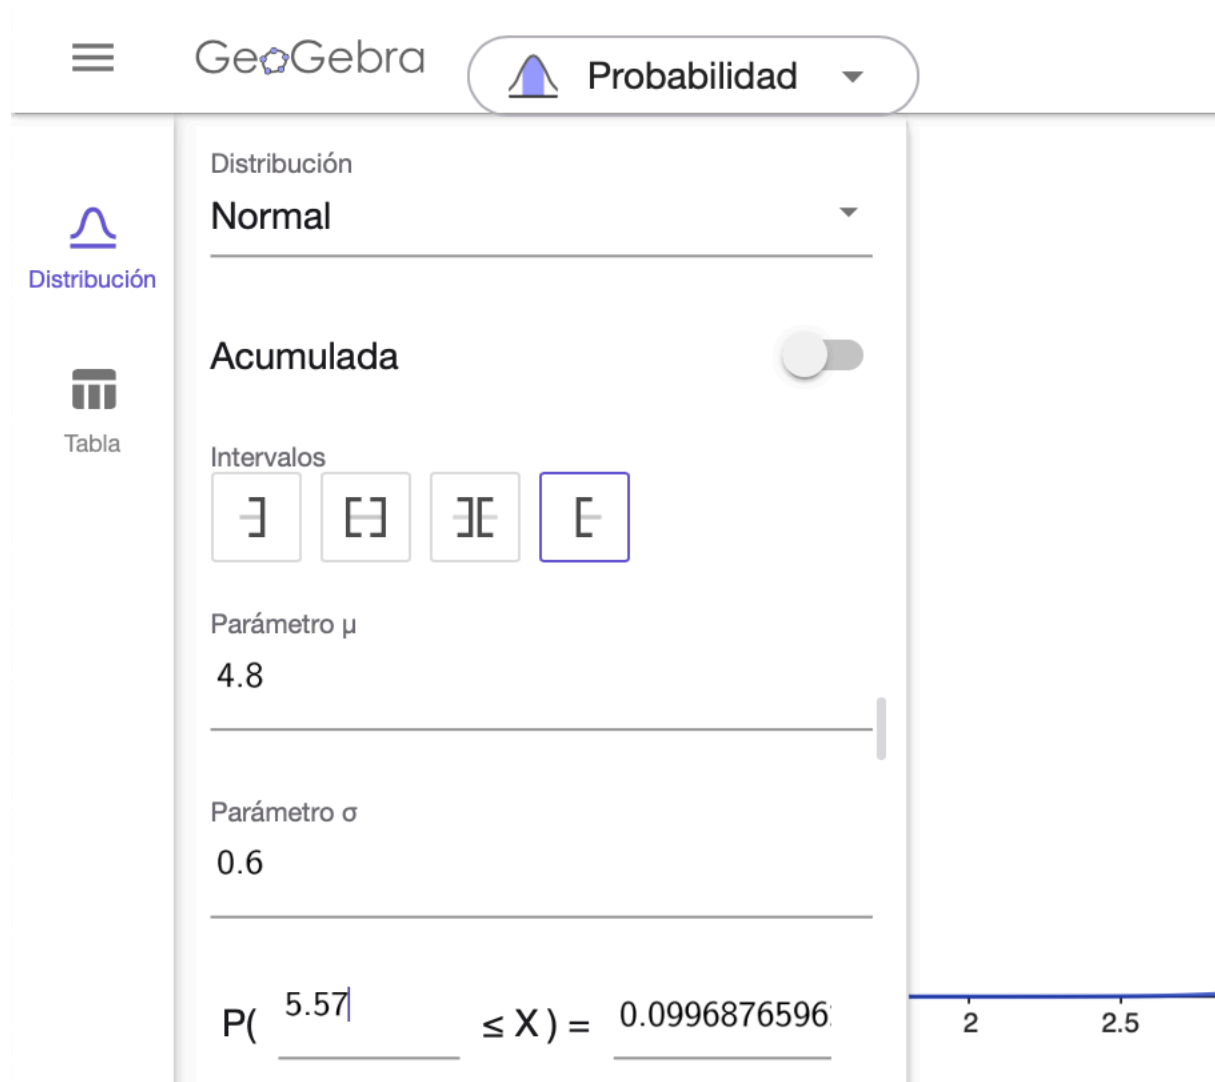 GeoGebra
Probabilidad
Distribución
Tabla
Distribución
Normal
Acumulada
Intervalos
Parámetro μ
4.8
Parámetro σ
0.6
P( 5.57 ≤ X ) = 0.0996876596
2 2.5